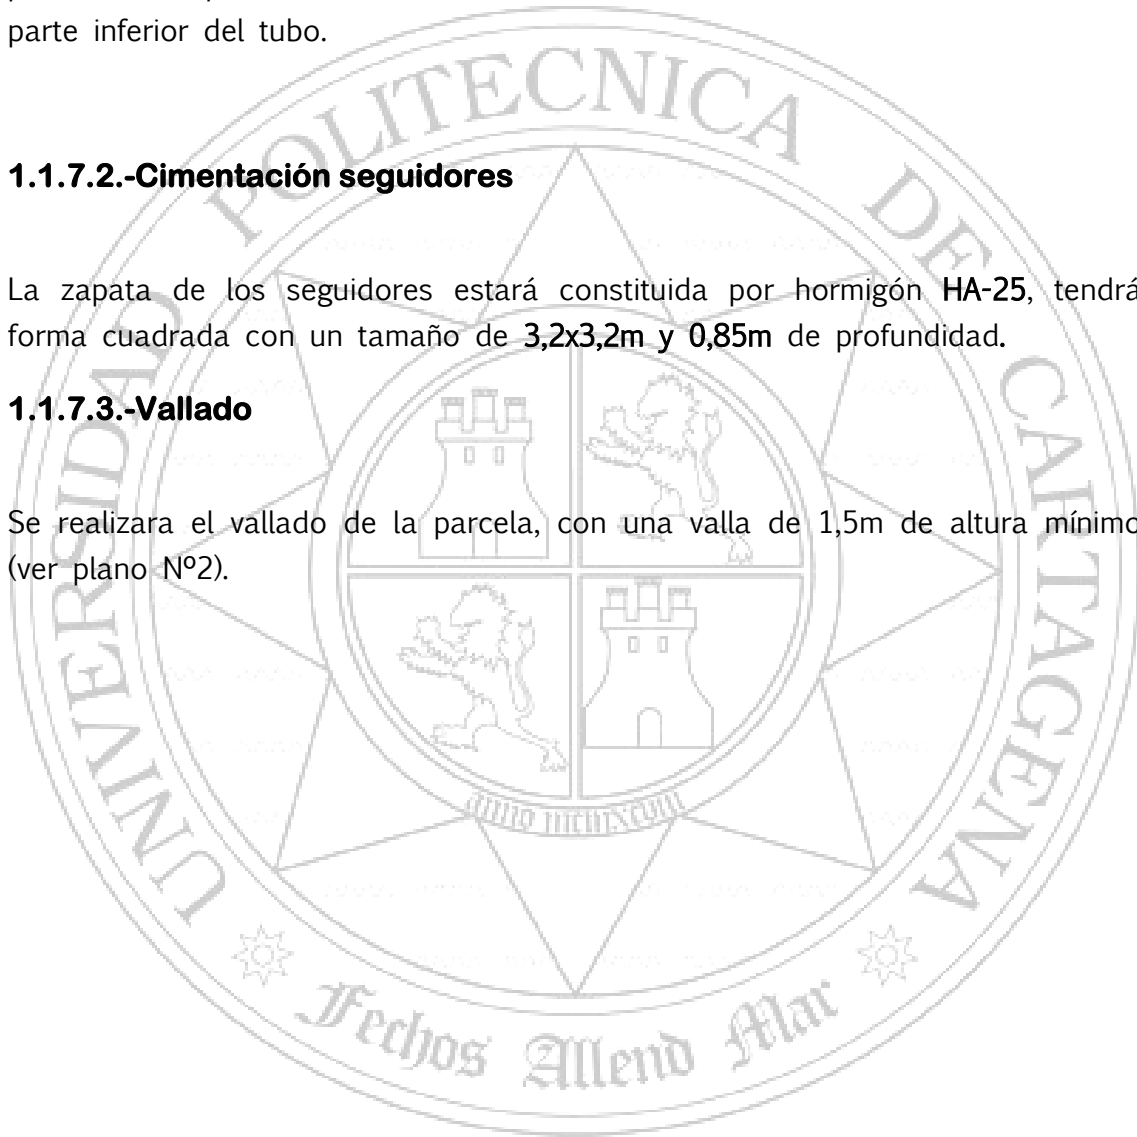 parte inferior del tubo.
1.1.7.2.-Cimentación seguidores
La zapata de los seguidores estará constituida por hormigón HA-25, tendrá
forma cuadrada con un tamaño de 3,2x3,2m y 0,85m de profundidad.
1.1.7.3.-Vallado
Se realizara el vallado de la parcela, con una valla de 1,5m de altura mínimo
(ver plano Nº2).
UNIVERSIDAD POLITECNICA DE CARTAGENA
anno mcmxcviii
Fechos Allend Mar